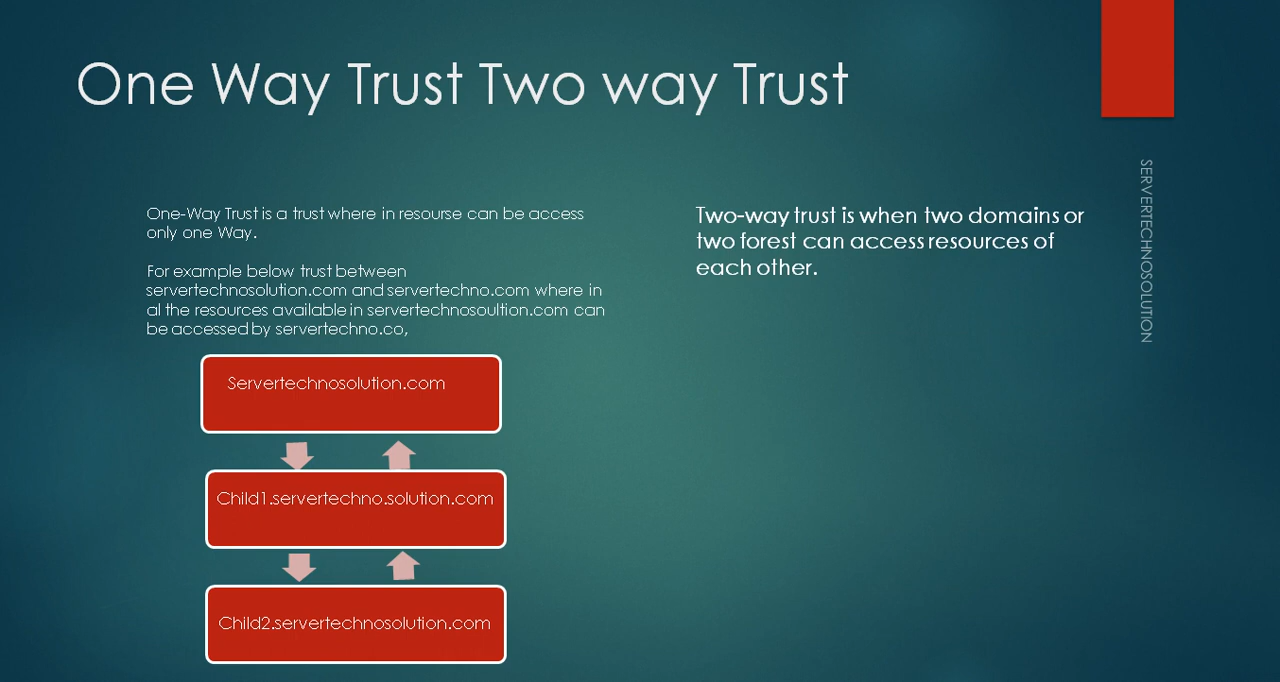 One Way Trust Two way Trust
One-Way Trust is a trust where in resourse can be access
only one Way.
For example below trust between
servertechnosolution.com and servertechno.com where in
al the resources available in servertechnosoultion.com can
be accessed by servertechno.co,
Servertechnosolution.com
Child1.servertechno.solution.com
Child2.servertechnosolution.com
Two-way trust is when two domains or
two forest can access resources of
each other.
SERVERTECHNOSOLUTION